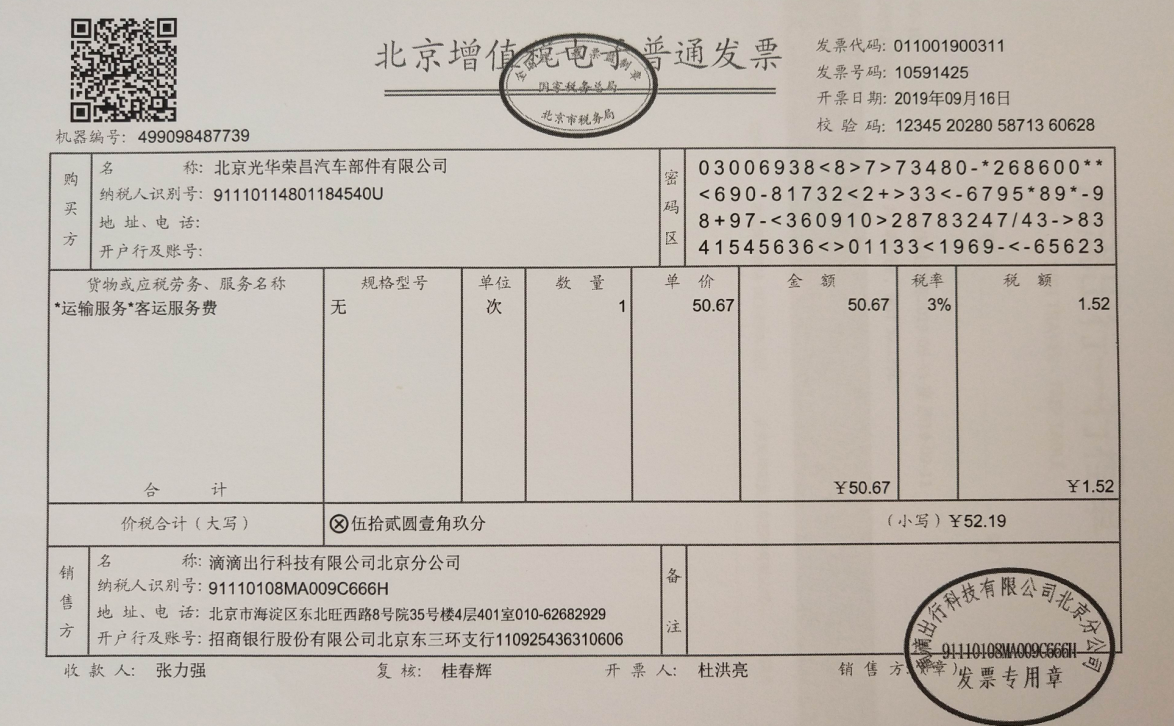 北京增值税电子普通发票
全国统一发票监制章
国家税务总局
北京市税务局
发票代码: 011001900311
发票号码: 10591425
开票日期: 2019年09月16日
校验码: 12345 20280 58713 60628
机器编号: 499098487739
购买方
名称: 北京光华荣昌汽车部件有限公司
纳税人识别号: 91110114801184540U
地址、电话:
开户行及账号:
密码区
03006938<8>7>73480-*268600**
<690-81732<2+>33<-6795*89*-9
8+97-<360910>28783247/43->83
41545636<>01133<1969-<-65623
货物或应税劳务、服务名称 规格型号 单位 数量 单价 金额 税率 税额
*运输服务*客运服务费 无 次 1 50.67 50.67 3% 1.52
合计 ¥50.67 ¥1.52
价税合计(大写) ⊗伍拾贰圆壹角玖分 (小写)¥52.19
销售方
名称: 滴滴出行科技有限公司北京分公司
纳税人识别号: 91110108MA009C666H
地址、电话: 北京市海淀区东北旺西路8号院35号楼4层401室010-62682929
开户行及账号: 招商银行股份有限公司北京东三环支行110925436310606
备注
收款人: 张力强 复核: 桂春辉 开票人: 杜洪亮 销售方:(章)
滴滴出行科技有限公司北京分公司
91110108MA009C666H
发票专用章